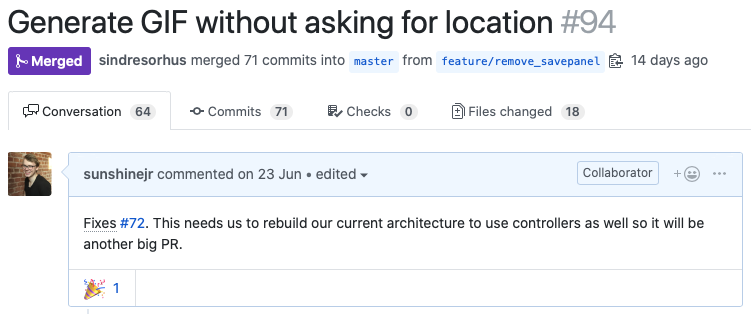 Generate GIF without asking for location #94
Merged sindresorhus merged 71 commits into master from feature/remove_savepanel 14 days ago
Conversation 64 Commits 71 Checks 0 Files changed 18
sunshinejr commented on 23 Jun • edited Collaborator
Fixes #72. This needs us to rebuild our current architecture to use controllers as well so it will be
another big PR.
1